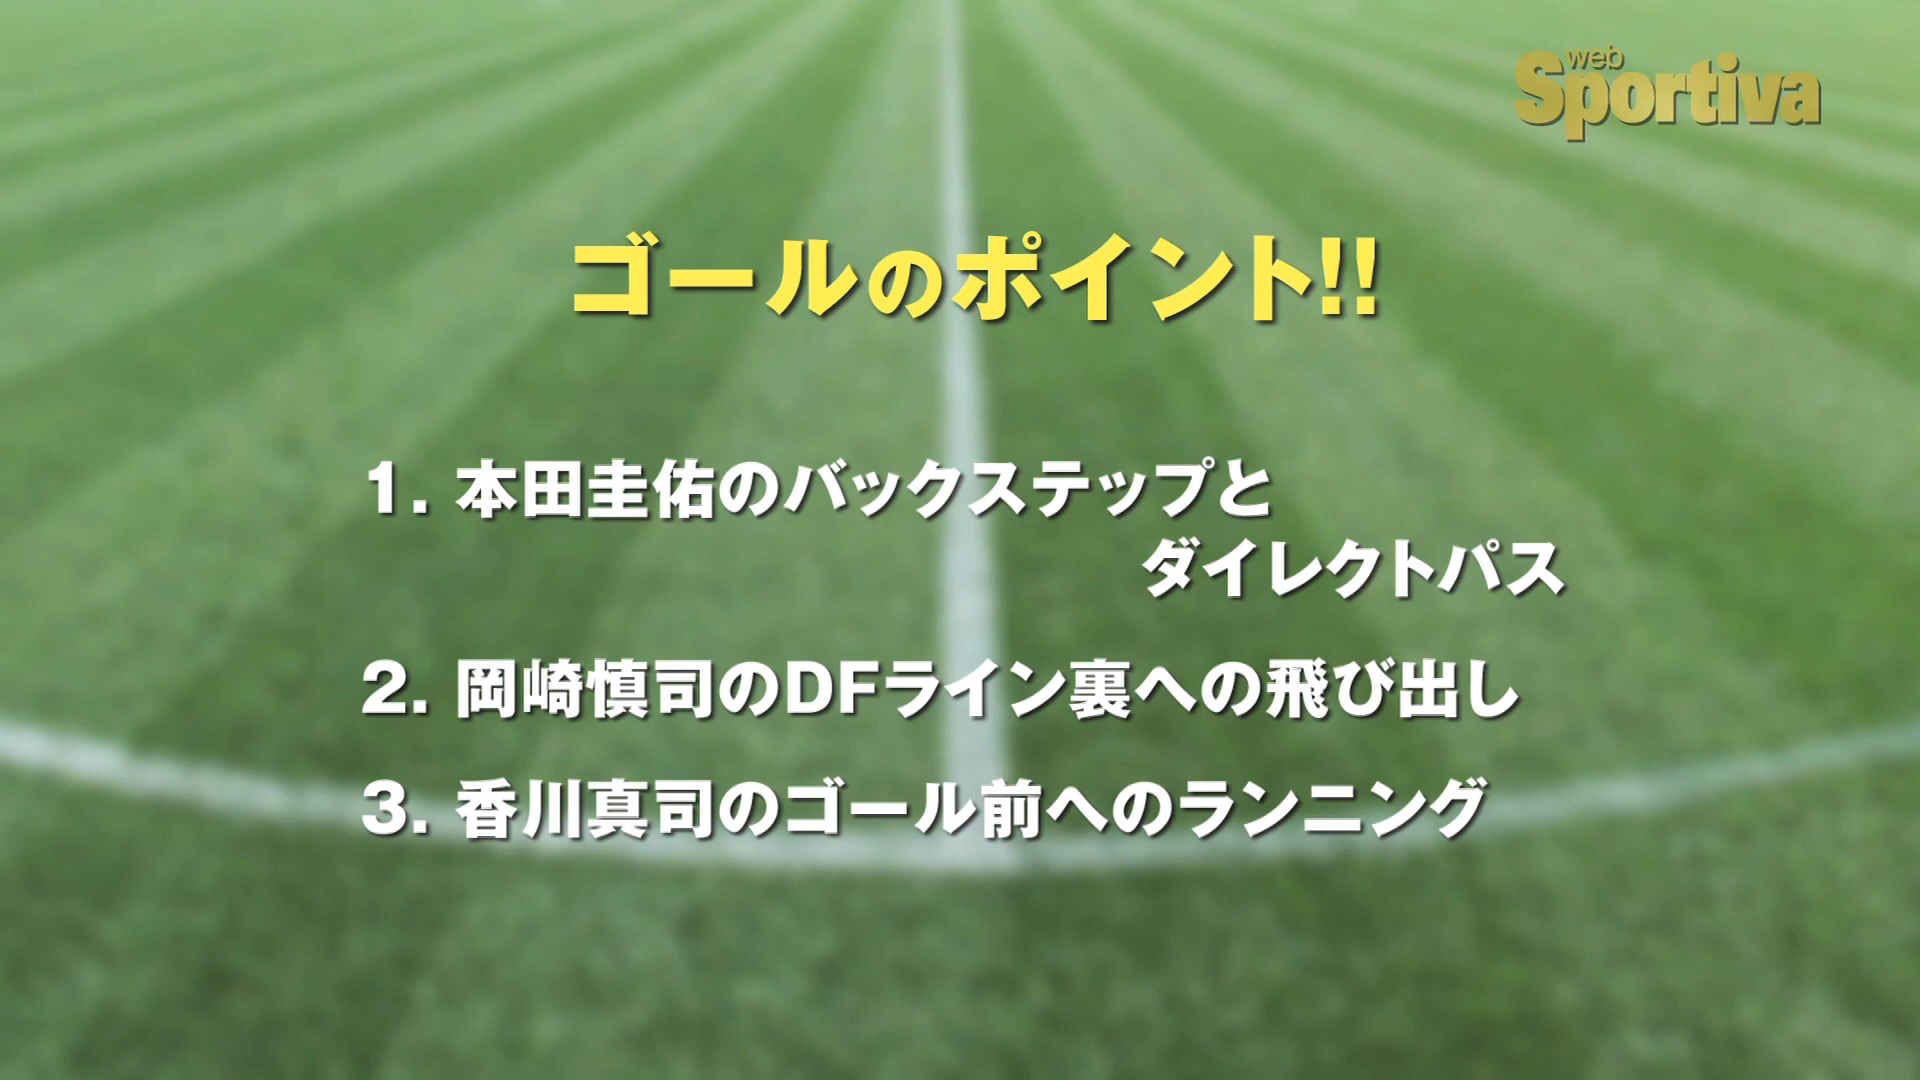 web
Sportiva
ゴールのポイント!!
1. 本田圭佑のバックステップと
ダイレクトパス
2. 岡崎慎司のDFライン裏への飛び出し
3. 香川真司のゴール前へのランニング